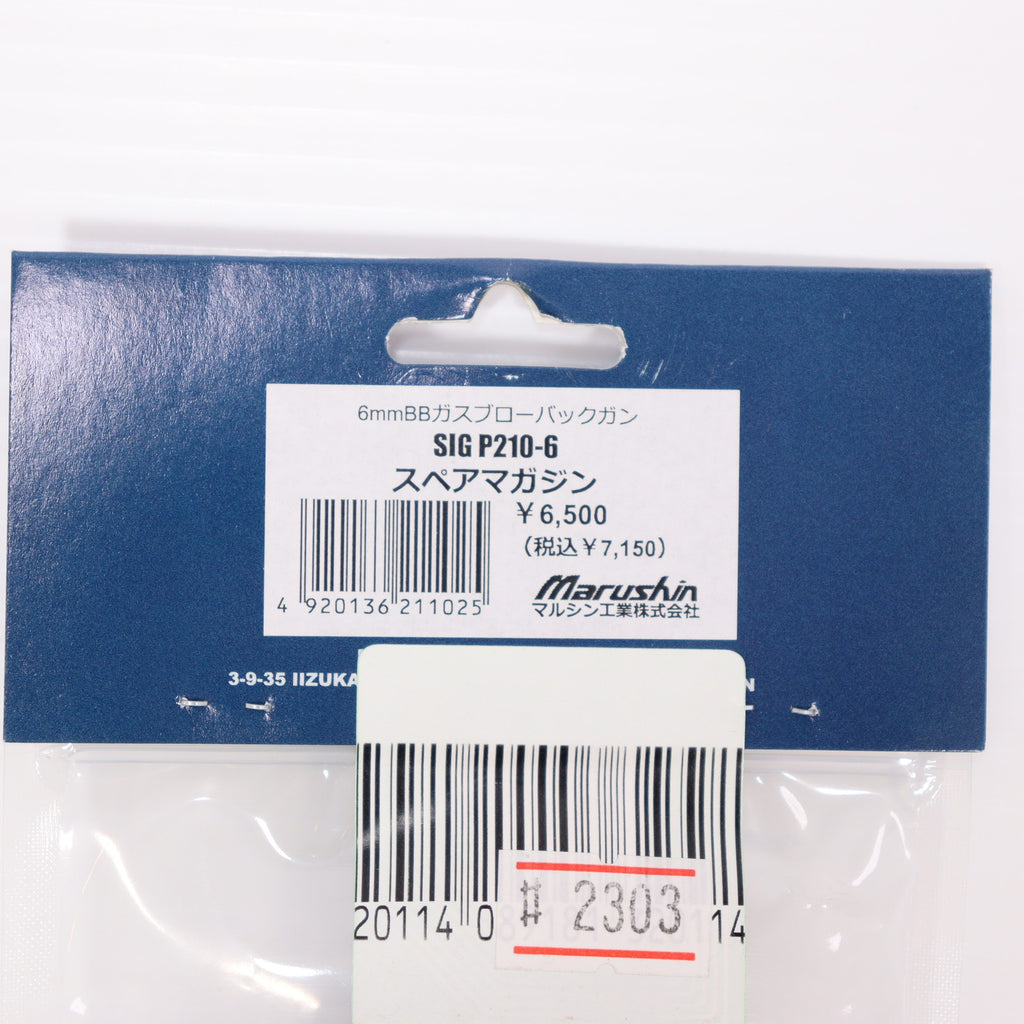 6mmBBガスブローバックガン
SIG P210-6
スペアマガジン
￥6,500
（税込￥7,150）
4 920136 211025
Marushin
マルシン工業株式会社
3-9-35 IIZUKA
20114 0
14
# 2303